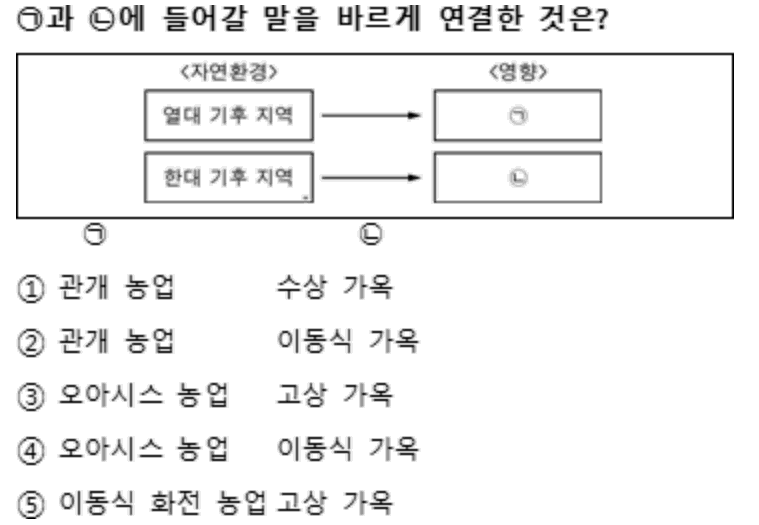 ㉠과 ㉡에 들어갈 말을 바르게 연결한 것은?
<자연환경> <영향>
열대 기후 지역 ㉠
한대 기후 지역 ㉡
㉠ ㉡
① 관개 농업 수상 가옥
② 관개 농업 이동식 가옥
③ 오아시스 농업 고상 가옥
④ 오아시스 농업 이동식 가옥
⑤ 이동식 화전 농업 고상 가옥